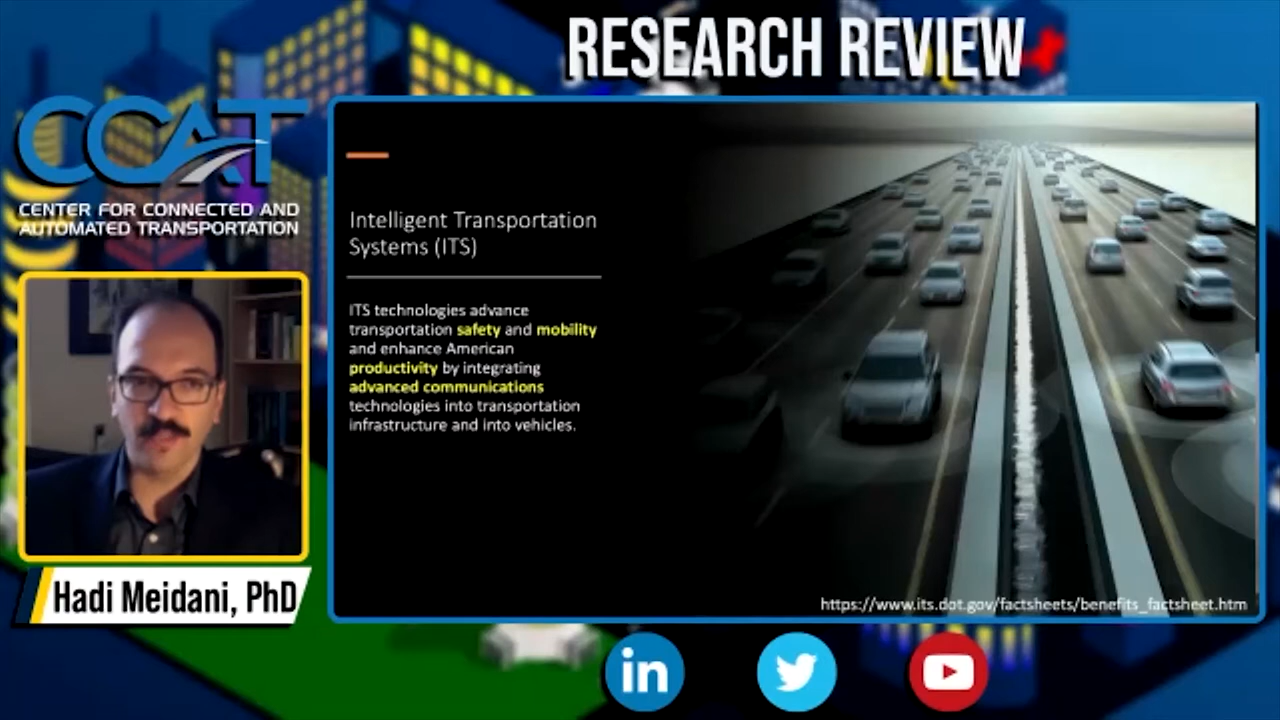 RESEARCH REVIEW
CCAT
CENTER FOR CONNECTED AND
AUTOMATED TRANSPORTATION
Intelligent Transportation
Systems (ITS)
ITS technologies advance
transportation safety and mobility
and enhance American
productivity by integrating
advanced communications
technologies into transportation
infrastructure and into vehicles.
https://www.its.dot.gov/factsheets/benefits_factsheet.htm
Hadi Meidani, PhD
in